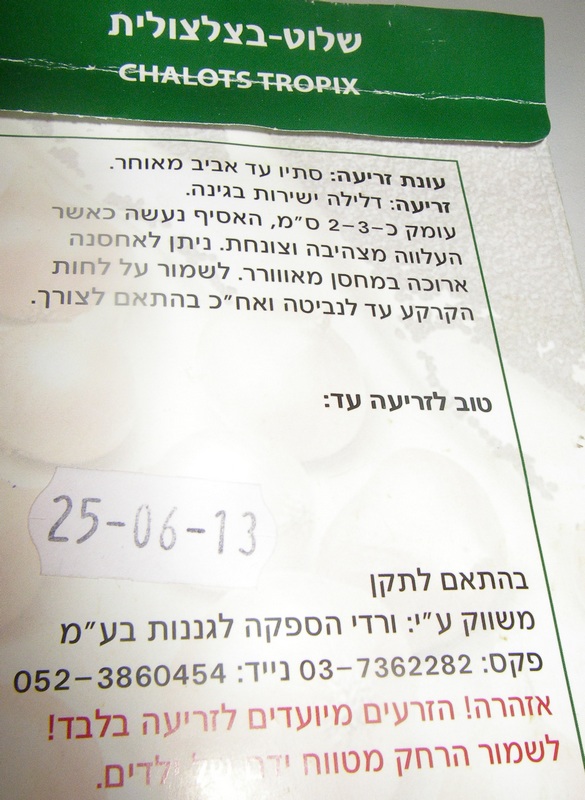 שלוט-בצלצולית
CHALOTS TROPIX
עונת זריעה: סתיו עד אביב מאוחר.
זריעה: דלילה ישירות בגינה.
עומק כ-2-3 ס״מ, האסיף נעשה כאשר
העלווה מצהיבה וצונחת. ניתן לאחסנה
ארוכה במחסן מאווורר. לשמור על לחות
הקרקע עד לנביטה ואח״כ בהתאם לצורך.
טוב לזריעה עד:
25-06-13
בהתאם לתקן
משווק ע״י: ורדי הספקה לגננות בע״מ
פקס: 03-7362282 נייד: 052-3860454
אזהרה! הזרעים מיועדים לזריעה בלבד!
לשמור הרחק מטווח ילדים.